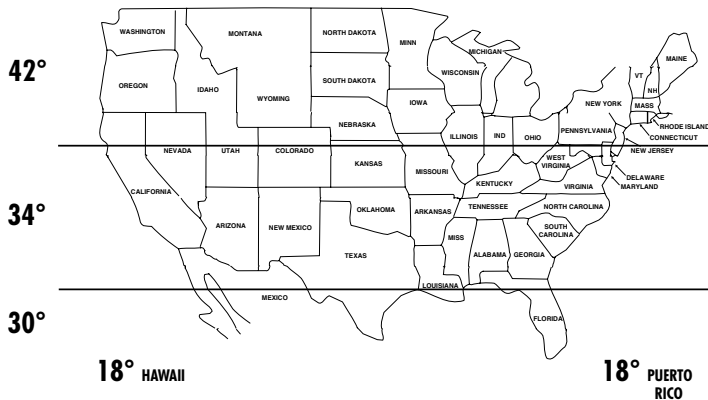 WASHINGTON
MONTANA
NORTH DAKOTA
MINN
MICHIGAN
MAINE
42°
OREGON
IDAHO
WYOMING
SOUTH DAKOTA
WISCONSIN
VT
NH
NEW YORK
MASS
RHODE ISLAND
CONNECTICUT
NEBRASKA
IOWA
ILLINOIS
IND
OHIO
PENNSYLVANIA
NEW JERSEY
NEVADA
UTAH
COLORADO
KANSAS
MISSOURI
WEST
VIRGINIA
DELAWARE
MARYLAND
KENTUCKY
VIRGINIA
CALIFORNIA
34°
ARIZONA
NEW MEXICO
OKLAHOMA
ARKANSAS
TENNESSEE
NORTH CAROLINA
SOUTH
CAROLINA
TEXAS
MISS
ALABAMA
GEORGIA
LOUISIANA
MEXICO
30°
FLORIDA
18° HAWAII
18° PUERTO
RICO